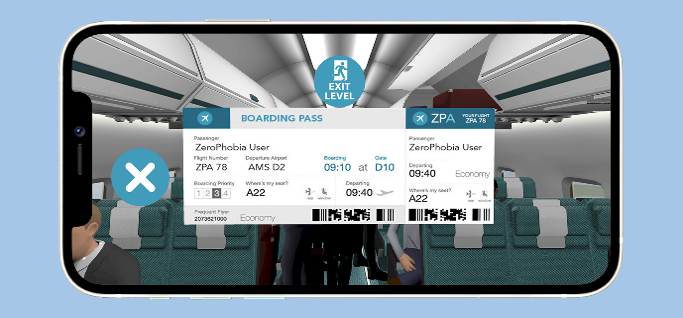 EXIT
LEVEL
BOARDING PASS
Passenger
ZeroPhobia User
Flight Number Departure Airport Boarding Gate
ZPA 78 AMS D2 09:10 at D10
Boarding Priority Where's my seat? Departing
1 2 3 4 A22 09:40
Frequent Flyer
2073621000 Economy
ZPA YOUR FLIGHT
ZPA 78
Passenger
ZeroPhobia User
Departing
09:40 Economy
Where's my seat?
A22